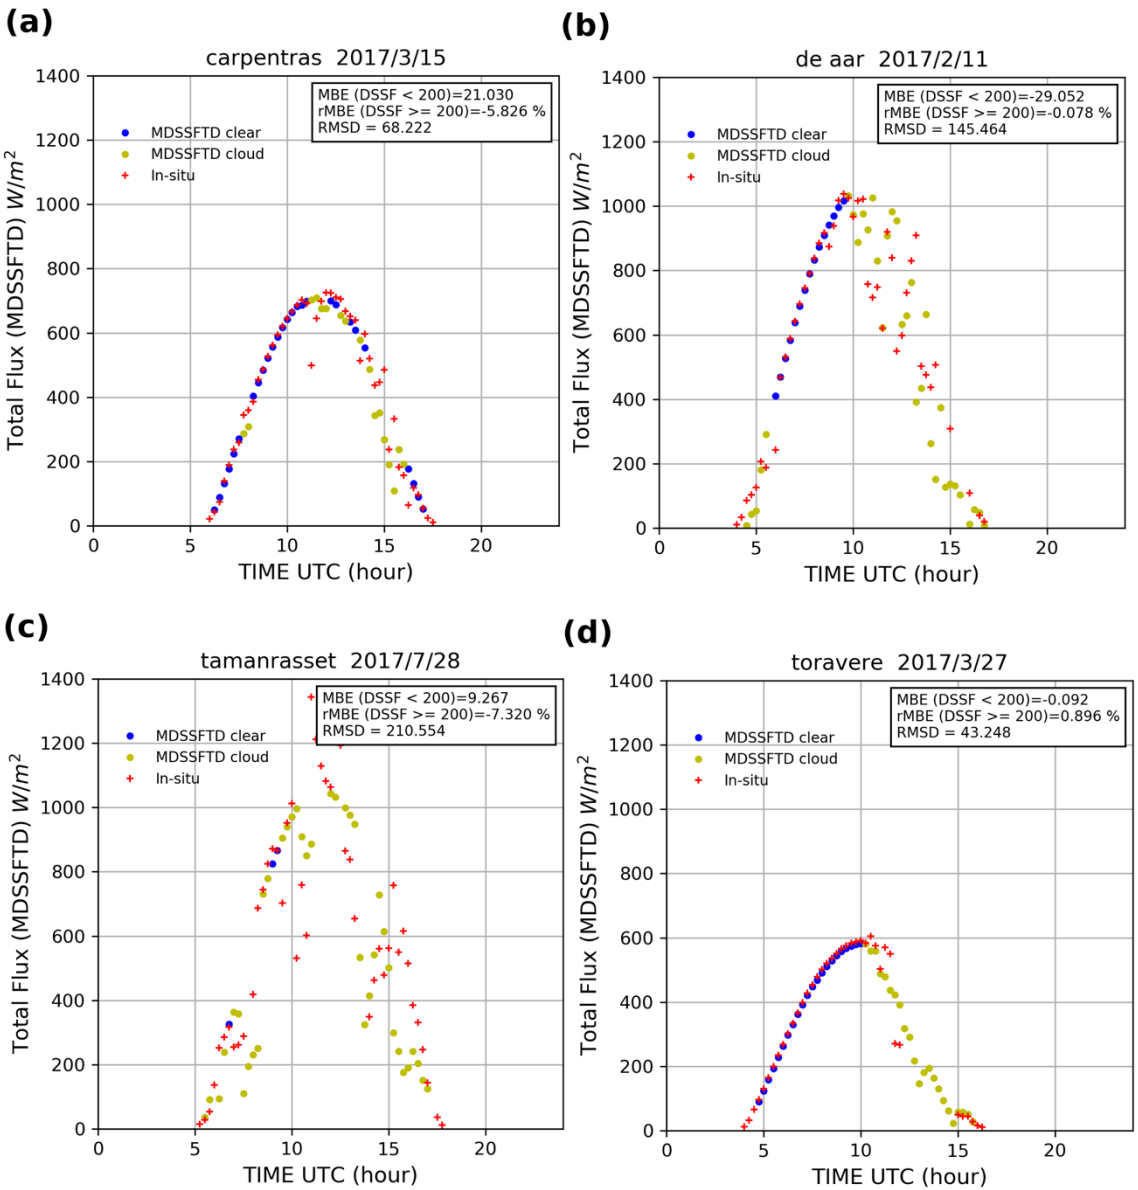 (a)
carpentras 2017/3/15
MBE (DSSF < 200)=21.030
rMBE (DSSF >= 200)=-5.826 %
RMSD = 68.222
MDSSFTD clear
MDSSFTD cloud
In-situ
Total Flux (MDSSFTD) W/m²
1400
1200
1000
800
600
400
200
0
0 5 10 15 20
TIME UTC (hour)
(b)
de aar 2017/2/11
MBE (DSSF < 200)=-29.052
rMBE (DSSF >= 200)=-0.078 %
RMSD = 145.464
MDSSFTD clear
MDSSFTD cloud
In-situ
Total Flux (MDSSFTD) W/m²
1400
1200
1000
800
600
400
200
0
0 5 10 15 20
TIME UTC (hour)
(c)
tamanrasset 2017/7/28
MBE (DSSF < 200)=9.267
rMBE (DSSF >= 200)=-7.320 %
RMSD = 210.554
MDSSFTD clear
MDSSFTD cloud
In-situ
Total Flux (MDSSFTD) W/m²
1400
1200
1000
800
600
400
200
0
0 5 10 15 20
TIME UTC (hour)
(d)
toravere 2017/3/27
MBE (DSSF < 200)=-0.092
rMBE (DSSF >= 200)=0.896 %
RMSD = 43.248
MDSSFTD clear
MDSSFTD cloud
In-situ
Total Flux (MDSSFTD) W/m²
1400
1200
1000
800
600
400
200
0
0 5 10 15 20
TIME UTC (hour)